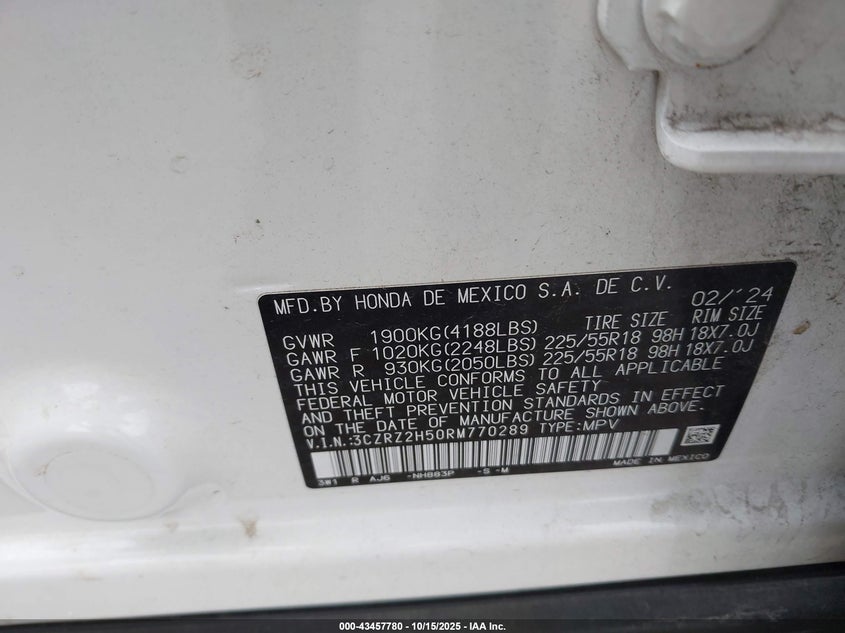 MFD.BY HONDA DE MEXICO S.A. DE C.V. 02/'24
TIRE SIZE RIM SIZE
GVWR 1900KG(4188LBS)
GAWR F 1020KG(2248LBS) 225/55R18 98H 18X7.0J
GAWR R 930KG(2050LBS) 225/55R18 98H 18X7.0J
THIS VEHICLE CONFORMS TO ALL APPLICABLE
FEDERAL MOTOR VEHICLE SAFETY
AND THEFT PREVENTION STANDARDS IN EFFECT
ON THE DATE OF MANUFACTURE SHOWN ABOVE.
V.I.N.:3CZRZ2H50RM770289 TYPE:MPV
MADE IN MEXICO
3W1 R AJ6 -NH883P -S -M
000-43457780 - 10/15/2025 - IAA Inc.